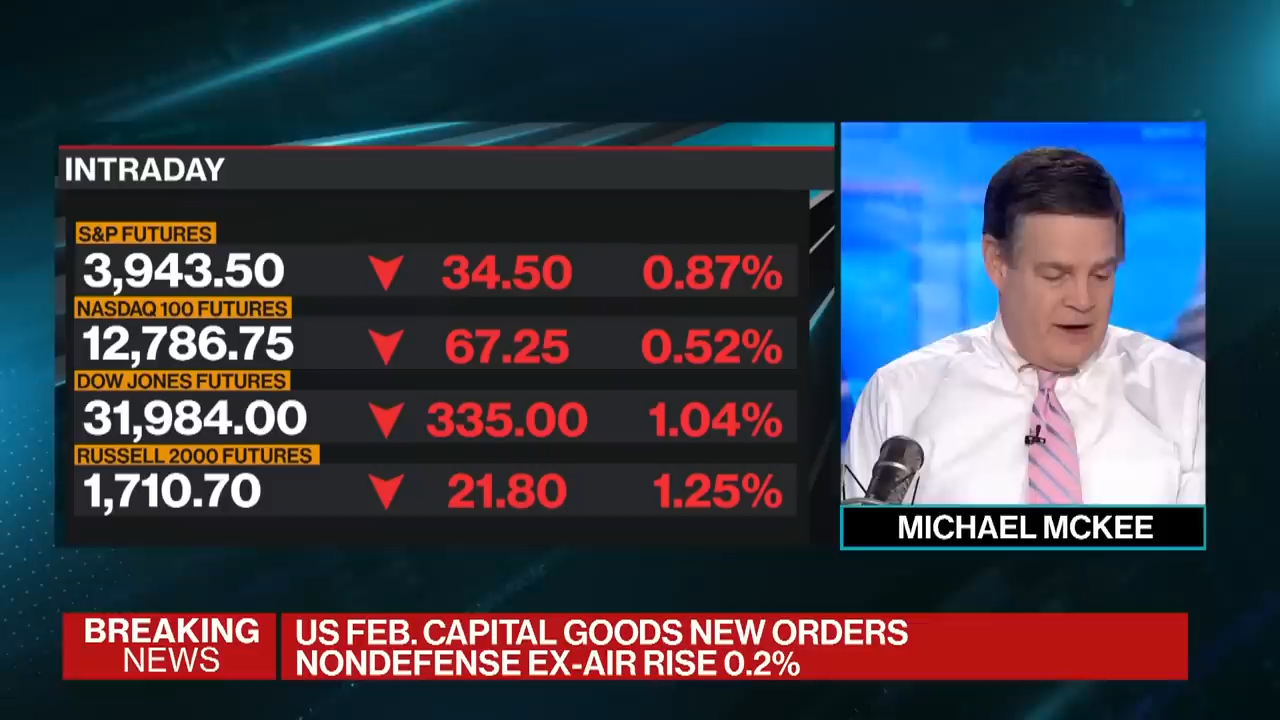 INTRADAY
S&P FUTURES
3,943.50 34.50 0.87%
NASDAQ 100 FUTURES
12,786.75 67.25 0.52%
DOW JONES FUTURES
31,984.00 335.00 1.04%
RUSSELL 2000 FUTURES
1,710.70 21.80 1.25%
MICHAEL MCKEE
BREAKING
NEWS
US FEB. CAPITAL GOODS NEW ORDERS
NONDEFENSE EX-AIR RISE 0.2%